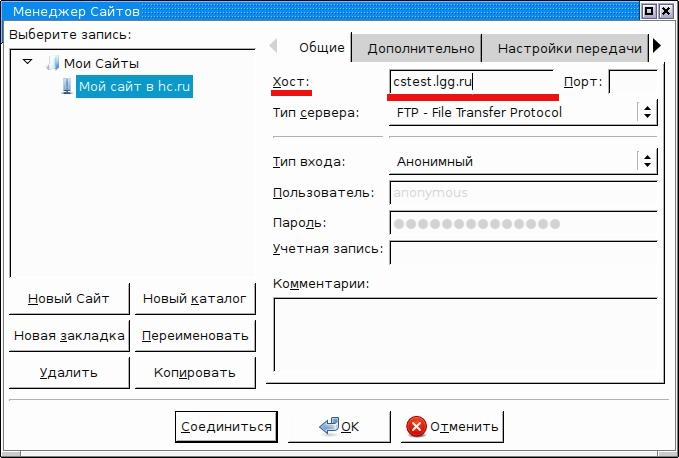 Менеджер Сайтов
Выберите запись:
Мои Сайты
Мой сайт в hc.ru
Новый Сайт
Новый каталог
Новая закладка
Переименовать
Удалить
Копировать
Общие
Дополнительно
Настройки передачи
Хост:
cstest.lgg.ru
Порт:
Тип сервера:
FTP - File Transfer Protocol
Тип входа:
Анонимный
Пользователь:
anonymous
Пароль:
Учетная запись:
Комментарии:
Соединиться
OK
Отменить